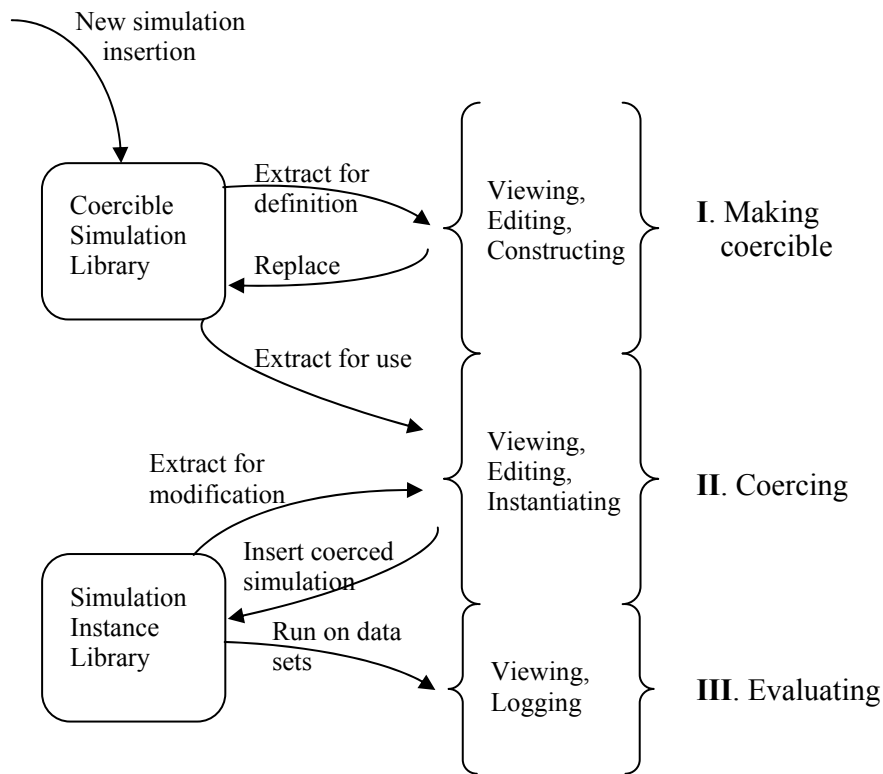 New simulation
insertion
Coercible
Simulation
Library
Extract for
definition
Replace
Viewing,
Editing,
Constructing
I. Making
coercible
Extract for use
Extract for
modification
Viewing,
Editing,
Instantiating
II. Coercing
Insert coerced
simulation
Simulation
Instance
Library
Run on data
sets
Viewing,
Logging
III. Evaluating